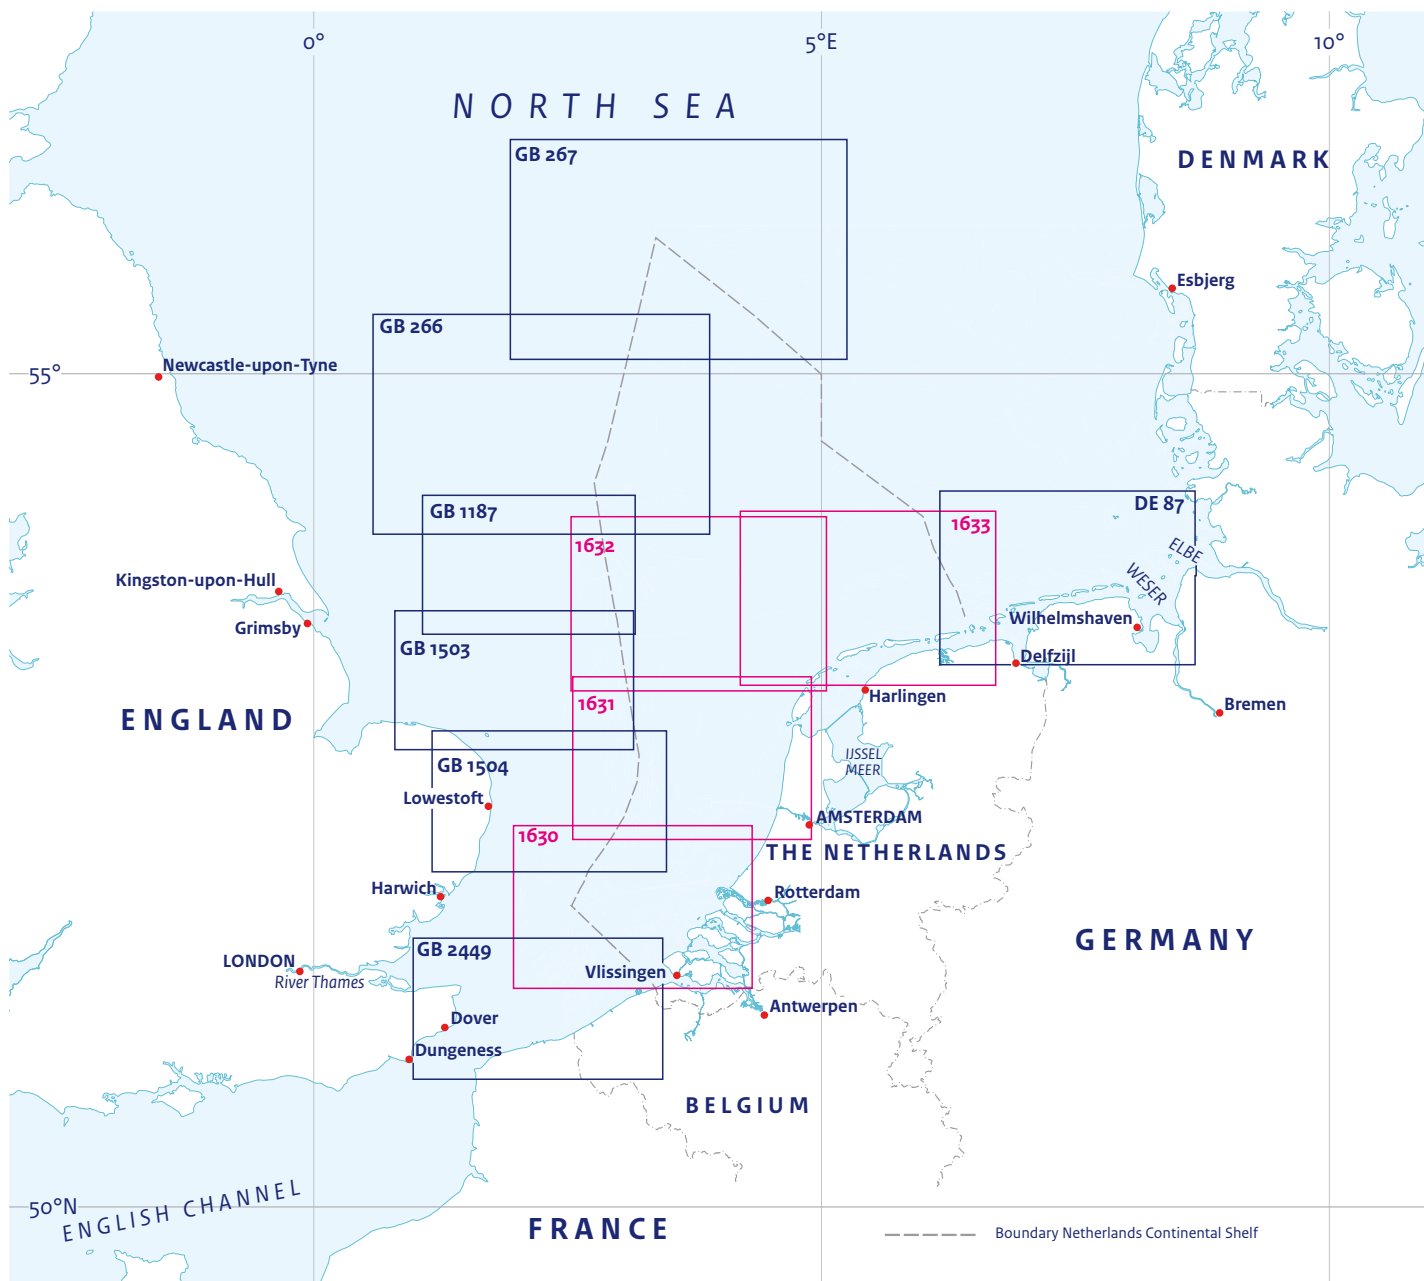 0°
5°E
10°
NORTH SEA
GB 267
DENMARK
Esbjerg
GB 266
Newcastle-upon-Tyne
55°
GB 1187
DE 87
1633
1632
ELBE
WESER
Kingston-upon-Hull
Grimsby
Wilhelmshaven
GB 1503
Delfzijl
1631
Harlingen
Bremen
ENGLAND
IJSSEL
MEER
GB 1504
Lowestoft
AMSTERDAM
1630
THE NETHERLANDS
Harwich
Rotterdam
GERMANY
GB 2449
LONDON
River Thames
Vlissingen
Antwerpen
Dover
Dungeness
BELGIUM
50°N
ENGLISH CHANNEL
FRANCE
Boundary Netherlands Continental Shelf